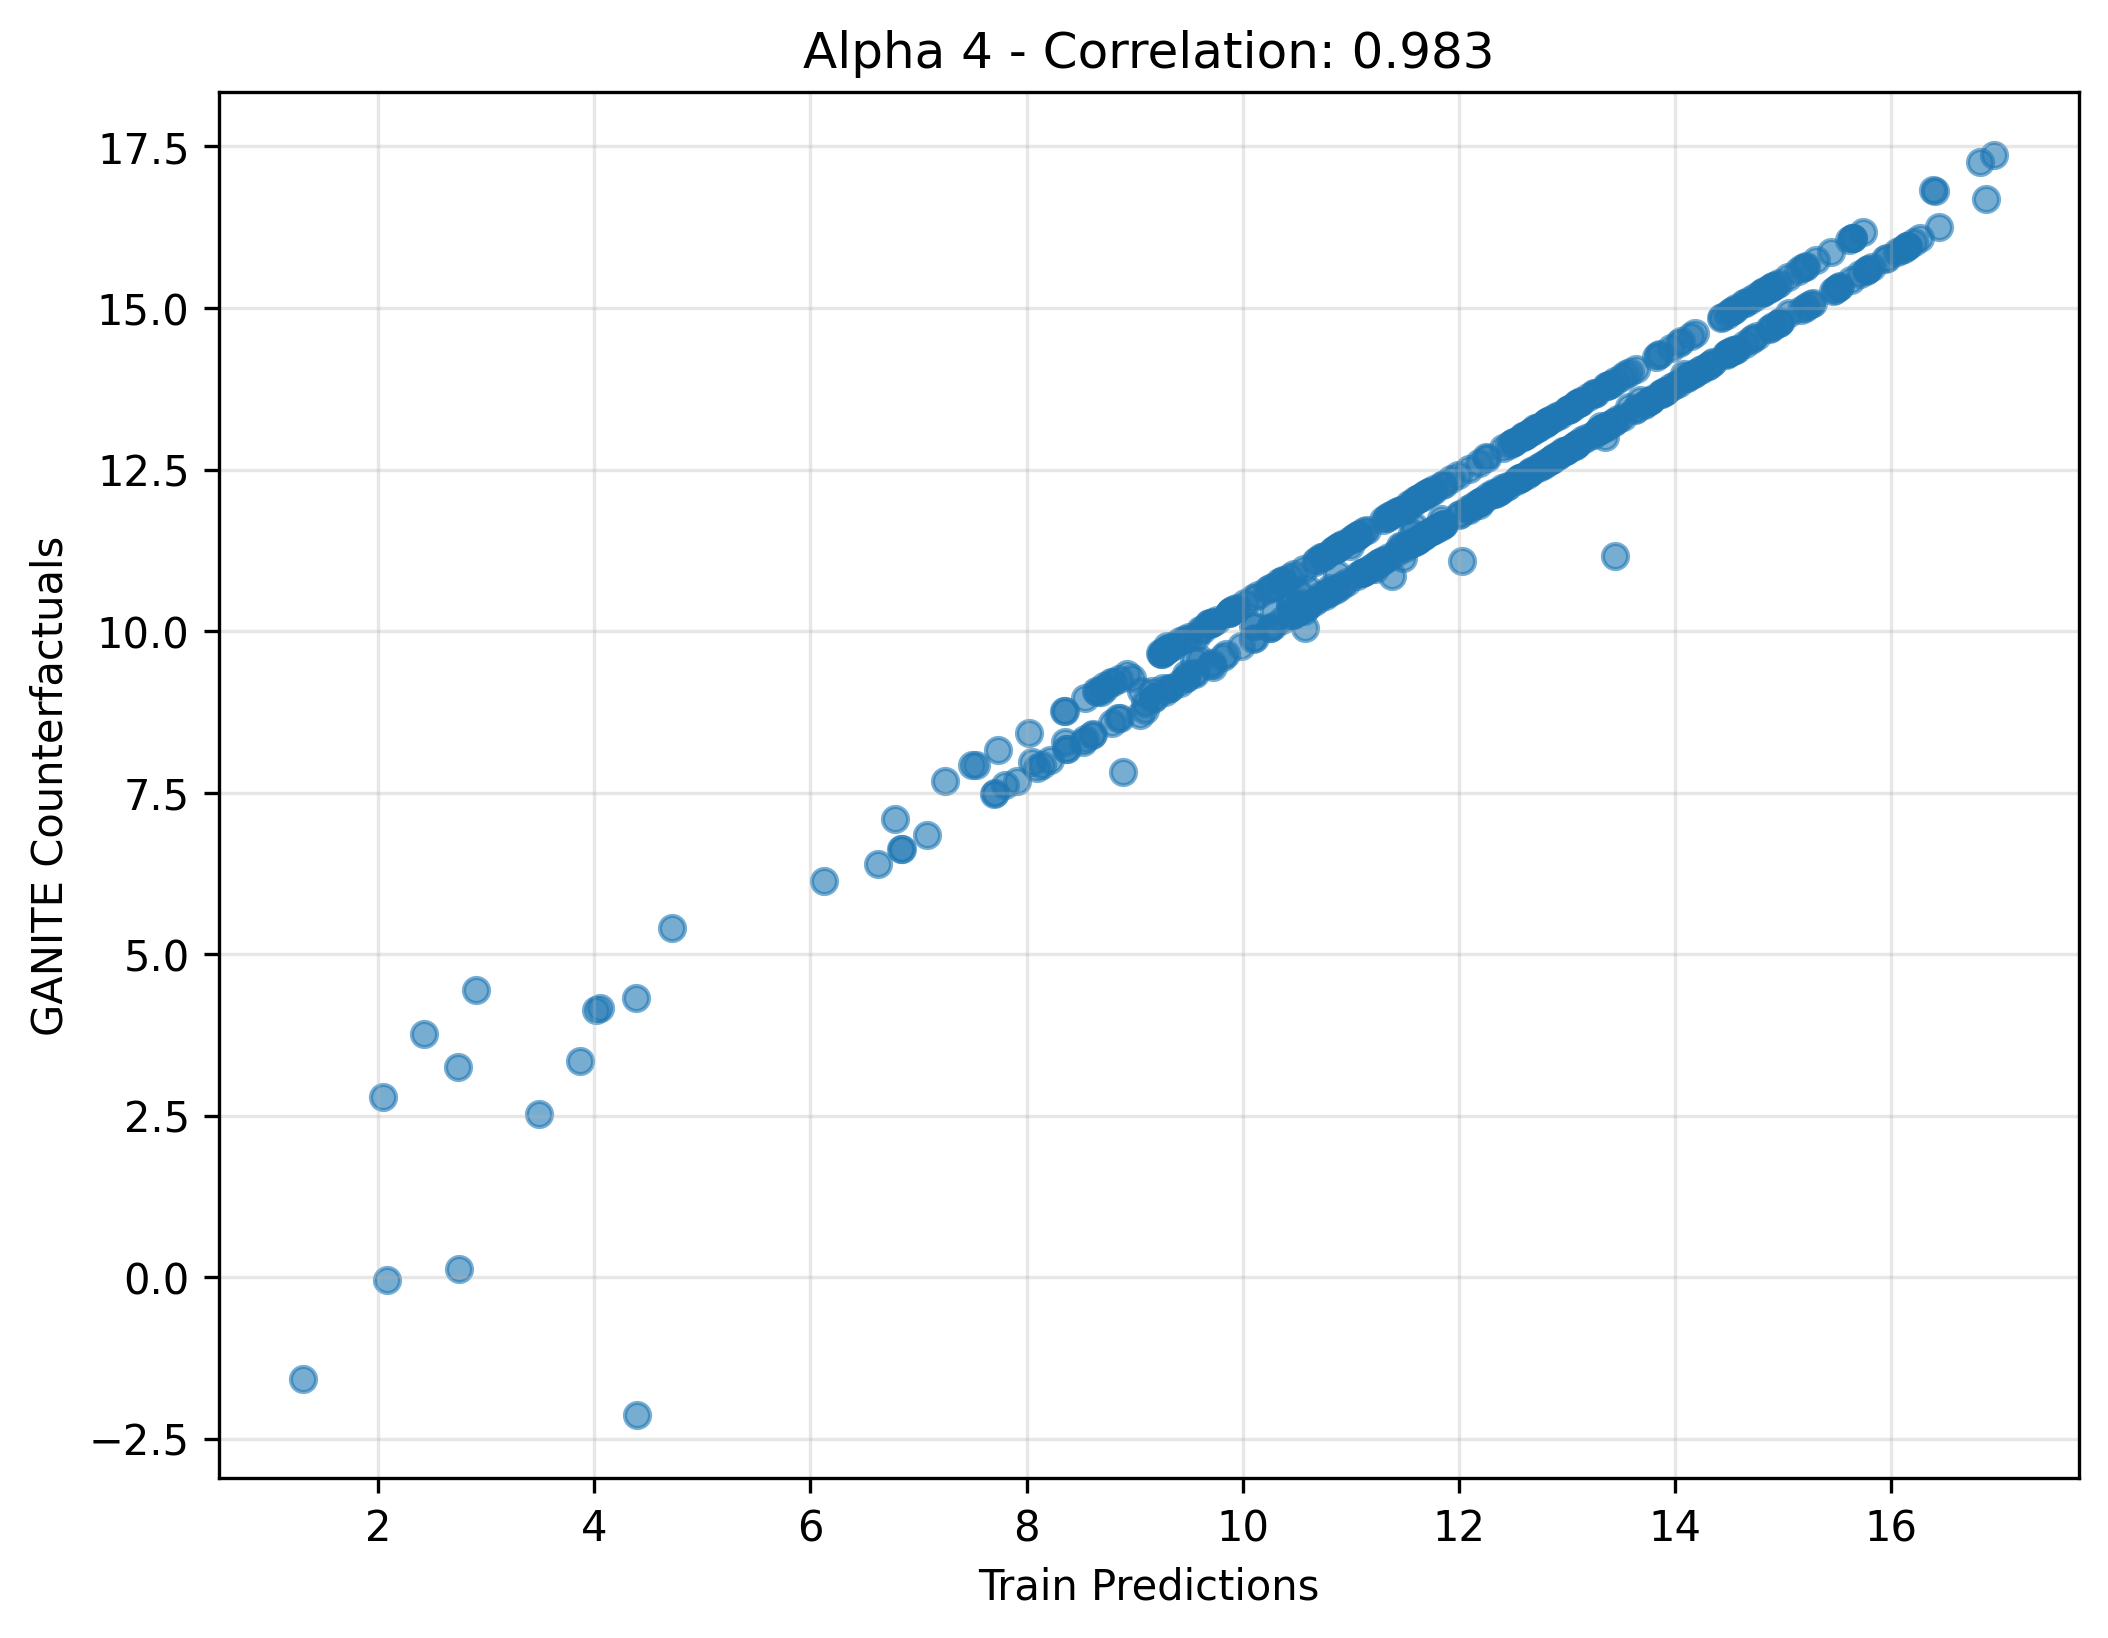 Alpha 4 - Correlation: 0.983
GANITE Counterfactuals
17.5
15.0
12.5
10.0
7.5
5.0
2.5
0.0
−2.5
2 4 6 8 10 12 14 16
Train Predictions